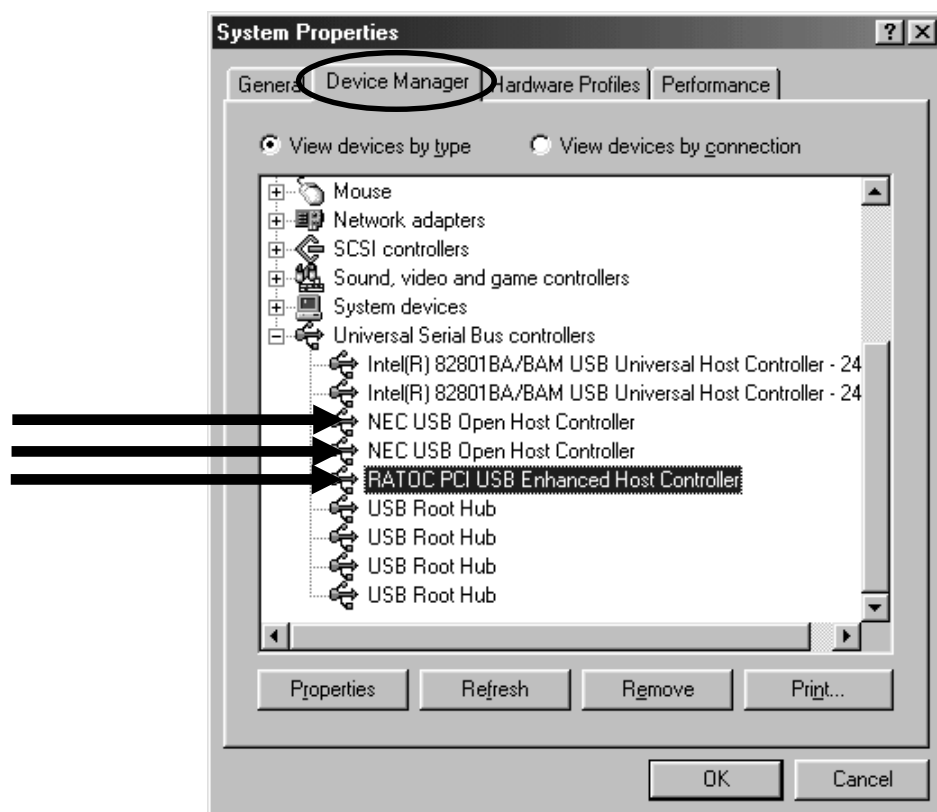 System Properties
General Device Manager Hardware Profiles Performance
View devices by type View devices by connection
Mouse
Network adapters
SCSI controllers
Sound, video and game controllers
System devices
Universal Serial Bus controllers
Intel(R) 82801BA/BAM USB Universal Host Controller - 24
Intel(R) 82801BA/BAM USB Universal Host Controller - 24
NEC USB Open Host Controller
NEC USB Open Host Controller
RATOC PCI USB Enhanced Host Controller
USB Root Hub
USB Root Hub
USB Root Hub
USB Root Hub
Properties Refresh Remove Print...
OK Cancel